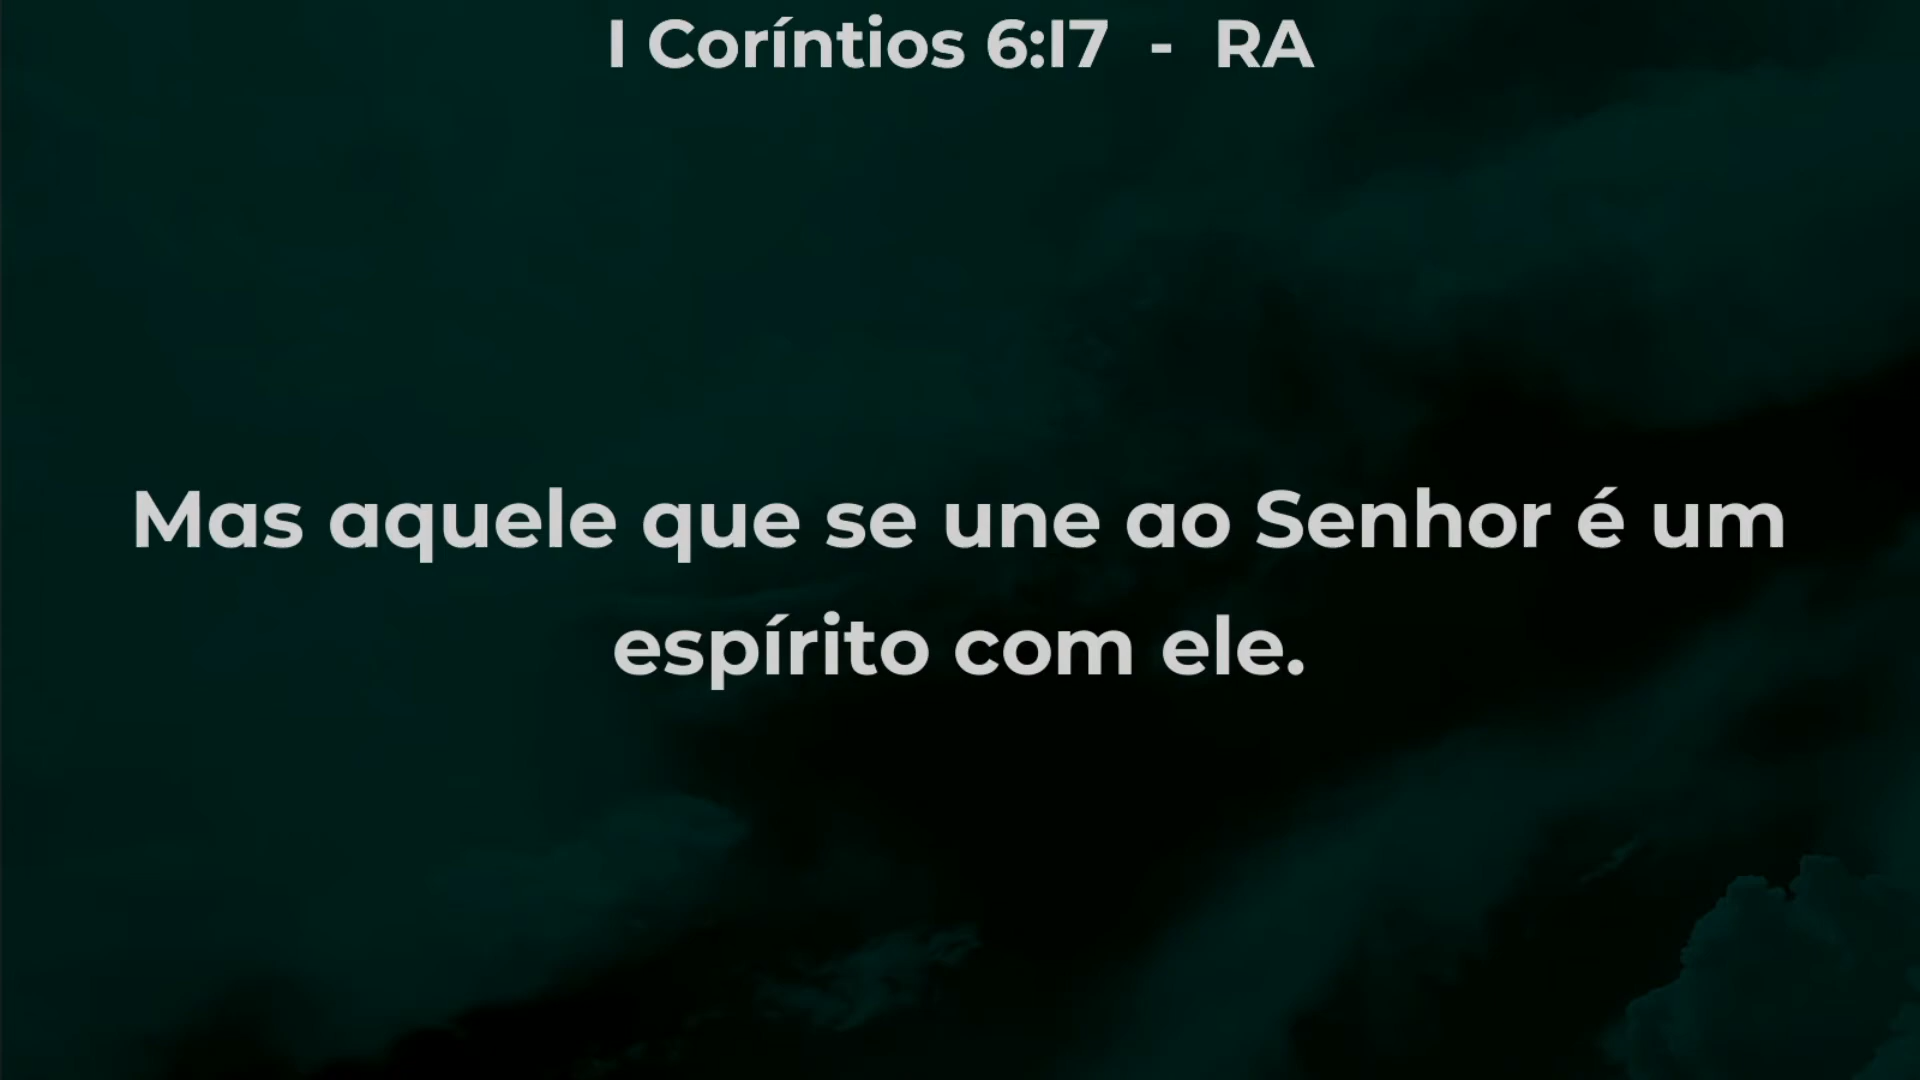 I Coríntios 6:17 - RA
Mas aquele que se une ao Senhor é um
espírito com ele.